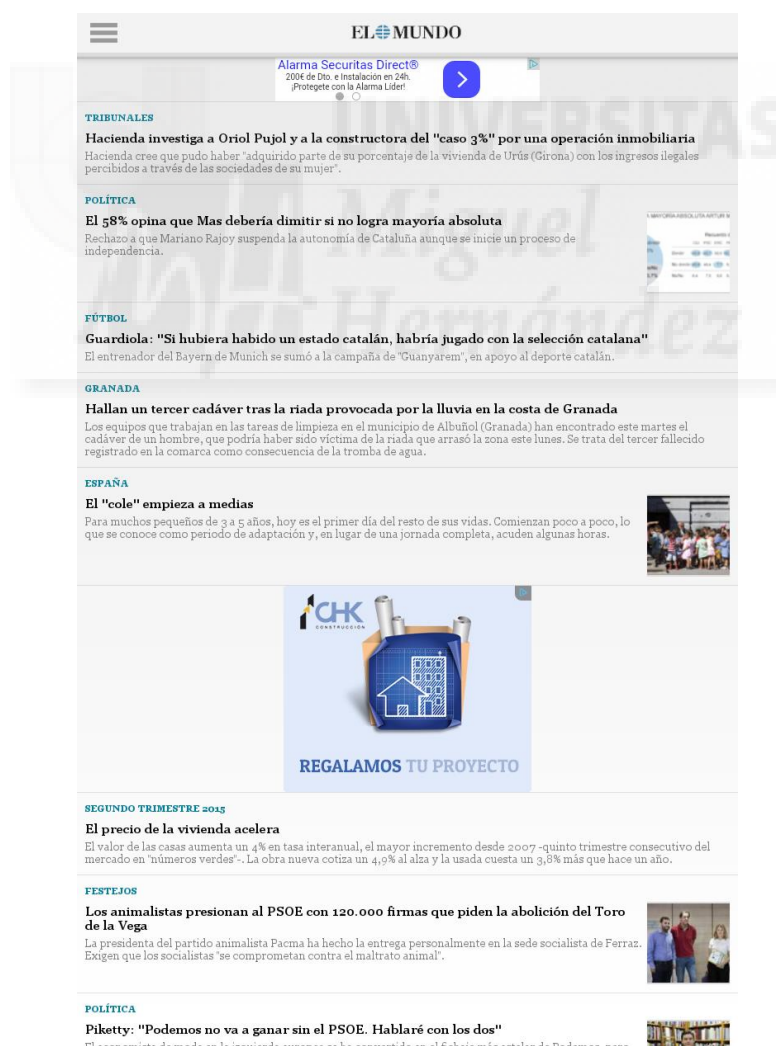 EL MUNDO
Alarma Securitas Direct®
200€ de Dto. e Instalación en 24h.
¡Protegete con la Alarma Líder!
UNIVERSITAS
Miguel
Hernández
TRIBUNALES
Hacienda investiga a Oriol Pujol y a la constructora del "caso 3%" por una operación inmobiliaria
Hacienda cree que pudo haber "adquirido parte de su porcentaje de la vivienda de Urús (Girona) con los ingresos ilegales
percibidos a través de las sociedades de su mujer".
POLÍTICA
El 58% opina que Mas debería dimitir si no logra mayoría absoluta
Rechazo a que Mariano Rajoy suspenda la autonomía de Cataluña aunque se inicie un proceso de
independencia.
FÚTBOL
Guardiola: "Si hubiera habido un estado catalán, habría jugado con la selección catalana"
El entrenador del Bayern de Munich se sumó a la campaña de "Guanyarem", en apoyo al deporte catalán.
GRANADA
Hallan un tercer cadáver tras la riada provocada por la lluvia en la costa de Granada
Los equipos que trabajan en las tareas de limpieza en el municipio de Albuñol (Granada) han encontrado este martes el
cadáver de un hombre, que podría haber sido víctima de la riada que arrasó la zona este lunes. Se trata del tercer fallecido
registrado en la comarca como consecuencia de la tromba de agua.
ESPAÑA
El "cole" empieza a medias
Para muchos pequeños de 3 a 5 años, hoy es el primer día del resto de sus vidas. Comienzan poco a poco, lo
que se conoce como periodo de adaptación y, en lugar de una jornada completa, acuden algunas horas.
CHK
CONSTRUCCIÓN
REGALAMOS TU PROYECTO
SEGUNDO TRIMESTRE 2015
El precio de la vivienda acelera
El valor de las casas aumenta un 4% en tasa interanual, el mayor incremento desde 2007 -quinto trimestre consecutivo del
mercado en "números verdes"-. La obra nueva cotiza un 4,9% al alza y la usada cuesta un 3,8% más que hace un año.
FESTEJOS
Los animalistas presionan al PSOE con 120.000 firmas que piden la abolición del Toro
de la Vega
La presidenta del partido animalista Pacma ha hecho la entrega personalmente en la sede socialista de Ferraz.
Exigen que los socialistas "se comprometan contra el maltrato animal".
POLÍTICA
Piketty: "Podemos no va a ganar sin el PSOE. Hablaré con los dos"